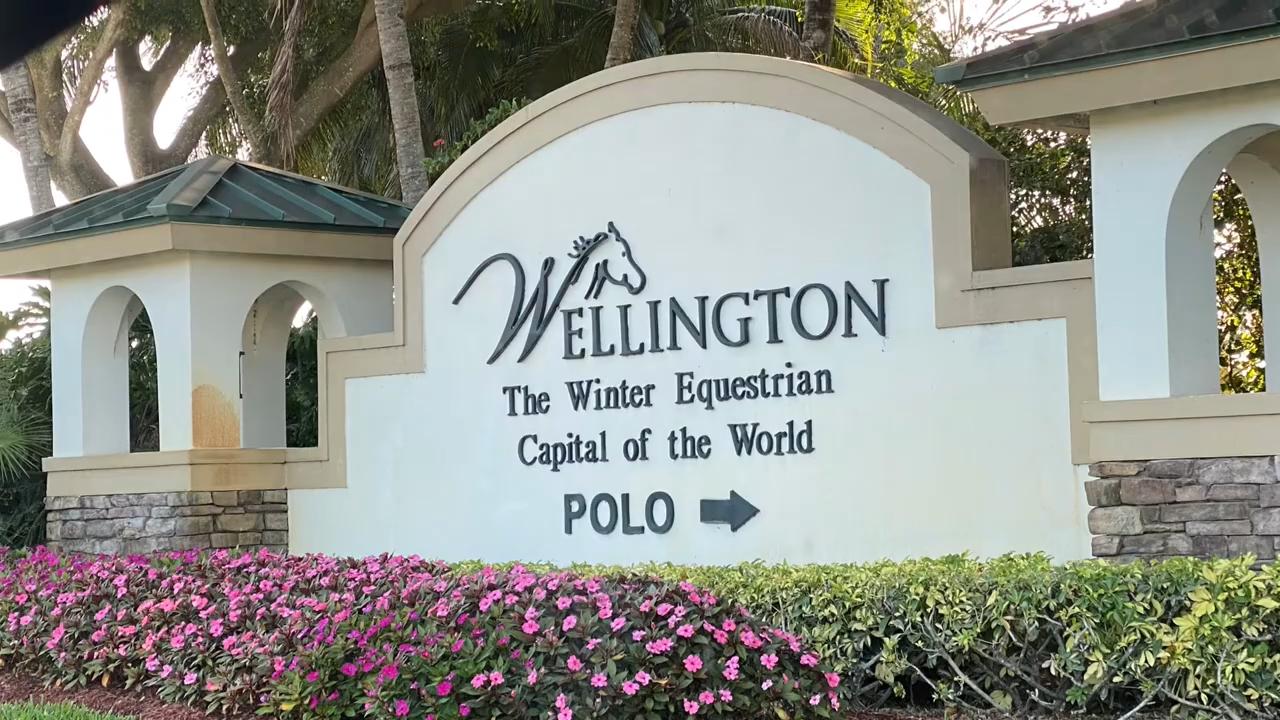 WELLINGTON
The Winter Equestrian
Capital of the World
POLO